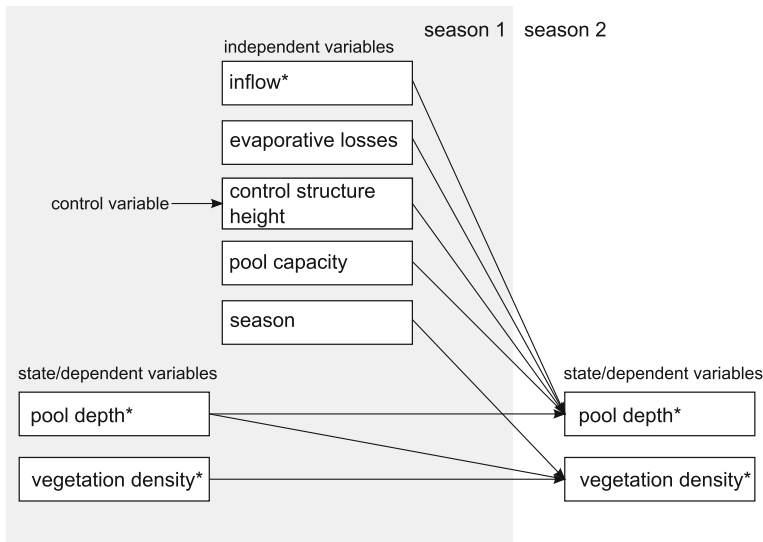 season 1
season 2
independent variables
inflow*
evaporative losses
control structure
height
control variable
pool capacity
season
state/dependent variables
state/dependent variables
pool depth*
pool depth*
vegetation density*
vegetation density*